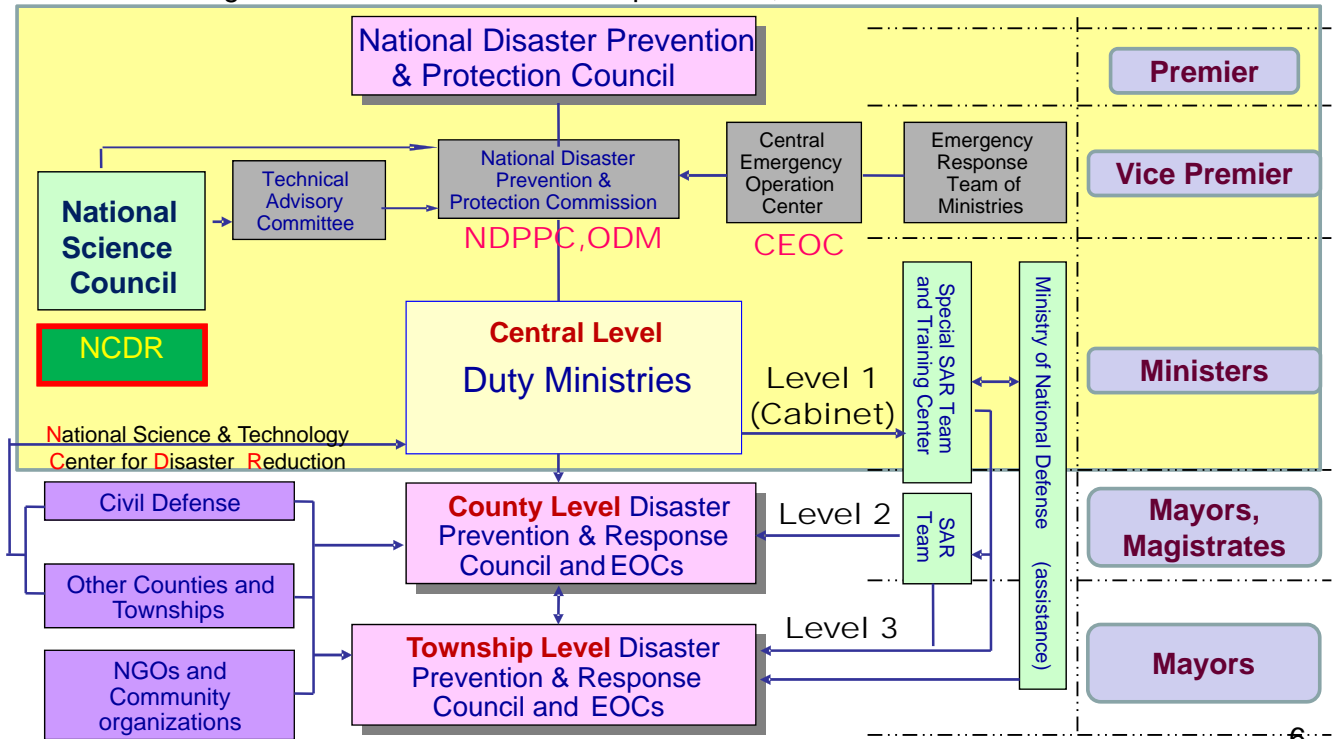 National Disaster Prevention
& Protection Council
Premier
National
Science
Council
Technical
Advisory
Committee
National Disaster
Prevention &
Protection Commission
NDPPC,ODM
Central
Emergency
Operation
Center
CEOC
Emergency
Response
Team of
Ministries
Vice Premier
NCDR
National Science & Technology
Center for Disaster Reduction
Central Level
Duty Ministries
Level 1
(Cabinet)
Special SAR Team
and Training Center
Ministry of National Defense (assistance)
Ministers
Civil Defense
Other Counties and
Townships
NGOs and
Community
organizations
County Level Disaster
Prevention & Response
Council and EOCs
Level 2
SAR
Team
Mayors,
Magistrates
Township Level Disaster
Prevention & Response
Council and EOCs
Level 3
Mayors
6